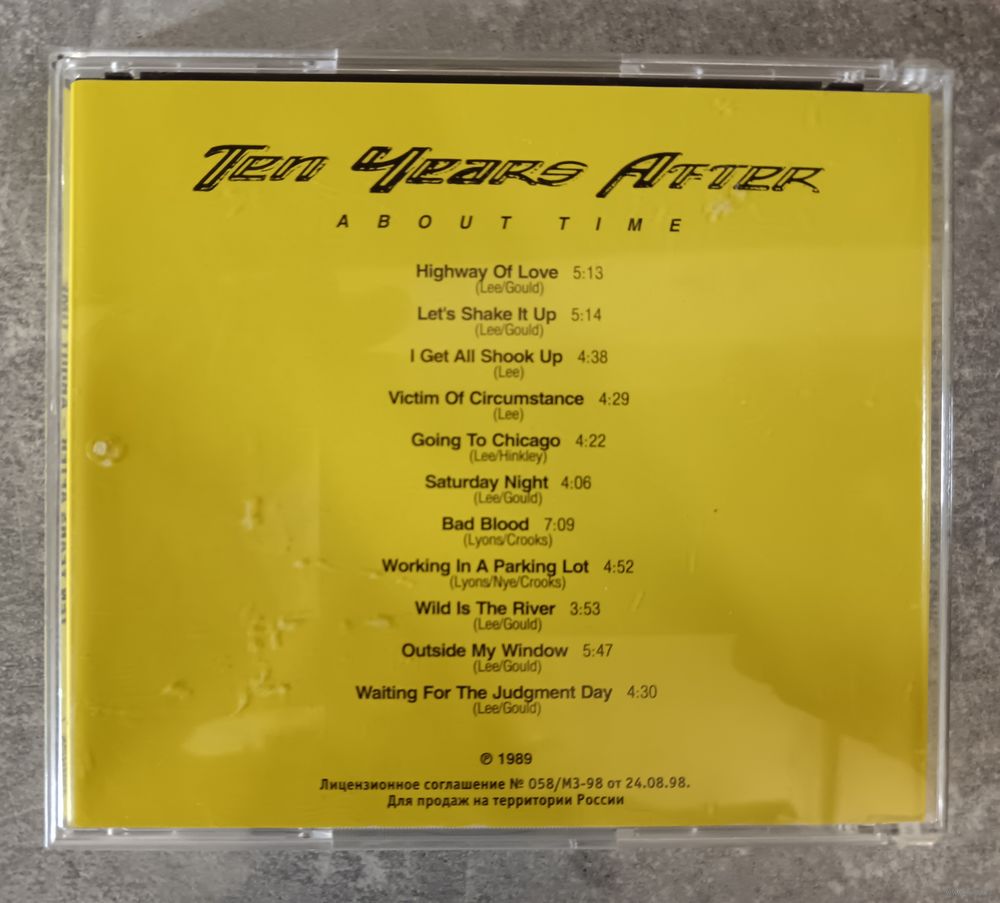 Ten Years After
ABOUT TIME
Highway Of Love 5:13
(Lee/Gould)
Let's Shake It Up 5:14
(Lee/Gould)
I Get All Shook Up 4:38
(Lee)
Victim Of Circumstance 4:29
(Lee)
Going To Chicago 4:22
(Lee/Hinkley)
Saturday Night 4:06
(Lee/Gould)
Bad Blood 7:09
(Lyons/Crooks)
Working In A Parking Lot 4:52
(Lyons/Nye/Crooks)
Wild Is The River 3:53
(Lee/Gould)
Outside My Window 5:47
(Lee/Gould)
Waiting For The Judgment Day 4:30
(Lee/Gould)
℗ 1989
Лицензионное соглашение № 058/МЗ-98 от 24.08.98.
Для продаж на территории России